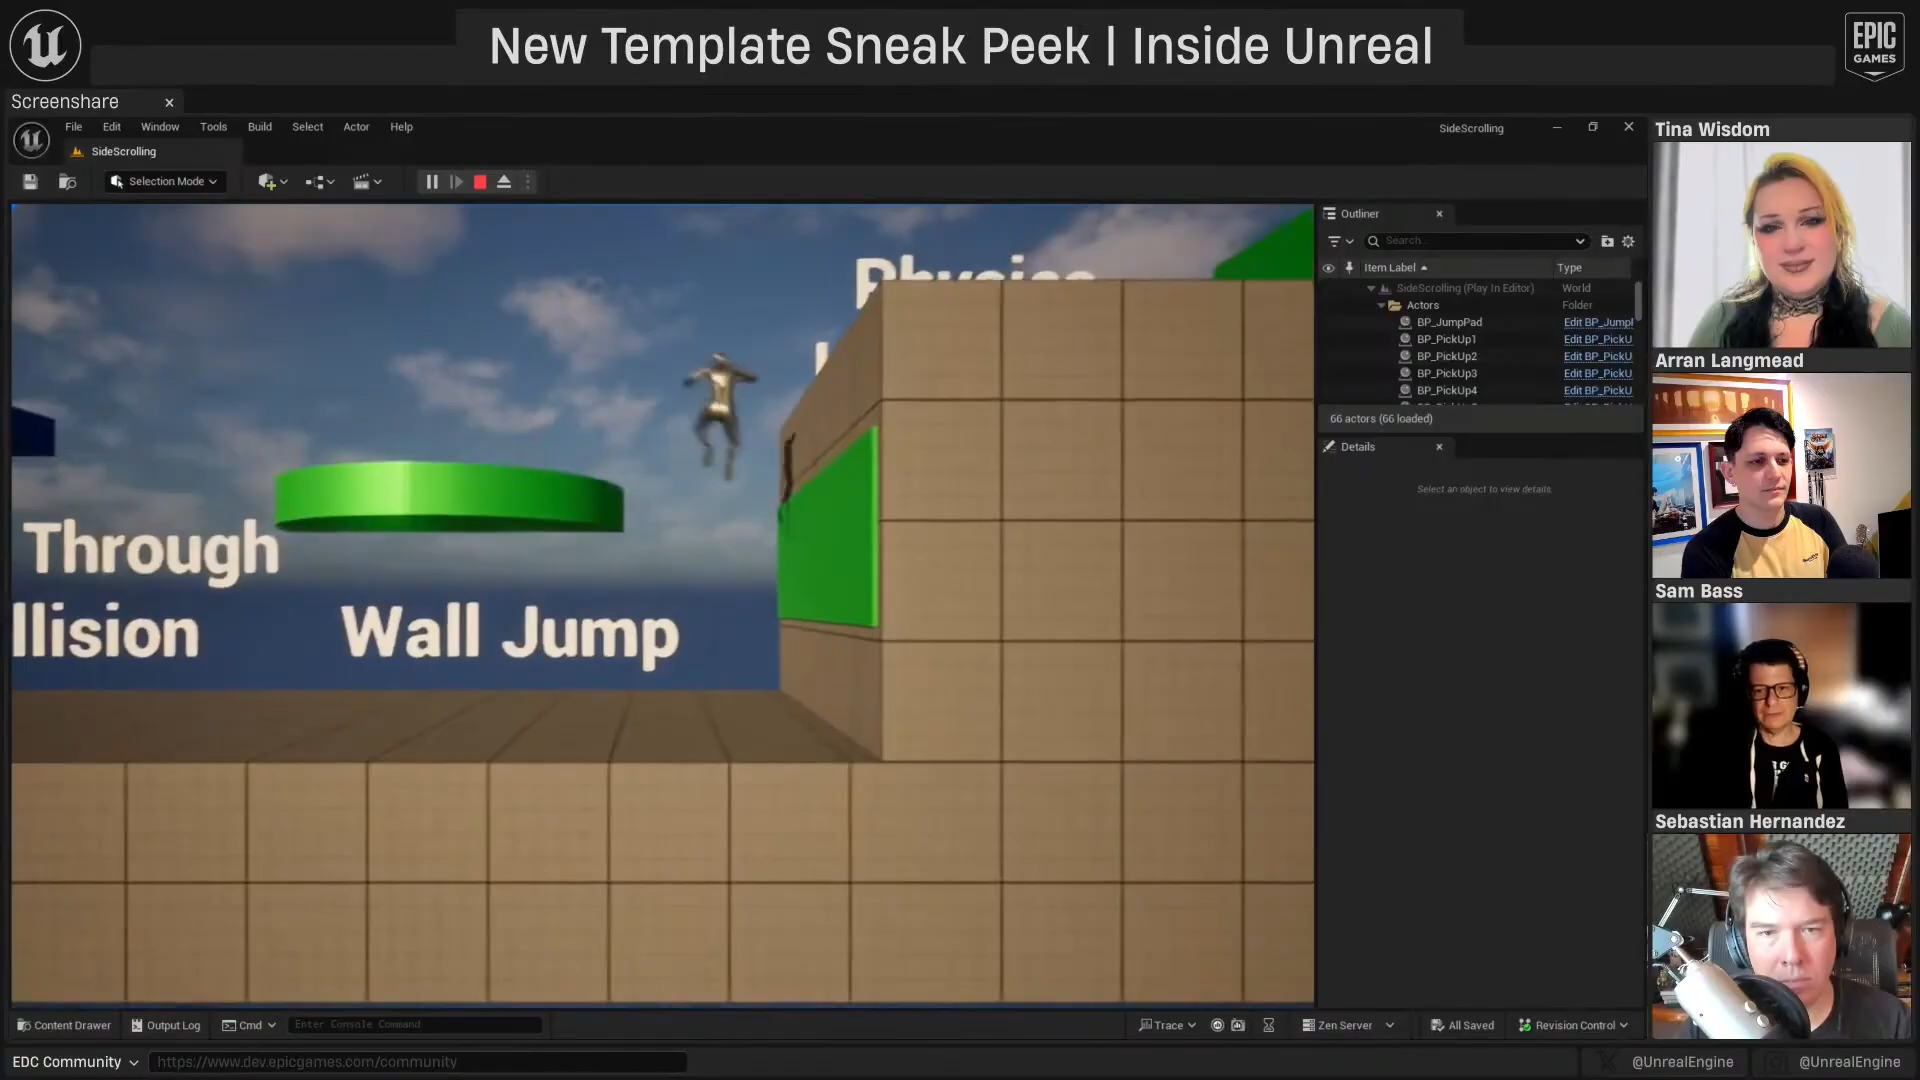 New Template Sneak Peek | Inside Unreal
EPIC
GAMES
Screenshare
File Edit Window Tools Build Select Actor Help
SideScrolling
SideScrolling
Selection Mode
Through
llision
Wall Jump
Physics
Outliner
Search...
Item Label Type
SideScrolling (Play In Editor) World
Actors Folder
BP_JumpPad Edit BP_Jump
BP_PickUp1 Edit BP_PickU
BP_PickUp2 Edit BP_PickU
BP_PickUp3 Edit BP_PickU
BP_PickUp4 Edit BP_PickU
66 actors (66 loaded)
Details
Select an object to view details.
Tina Wisdom
Arran Langmead
Sam Bass
Sebastian Hernandez
Content Drawer Output Log Cmd Enter Console Command Trace Zen Server All Saved Revision Control
EDC Community https://www.dev.epicgames.com/community @UnrealEngine @UnrealEngine